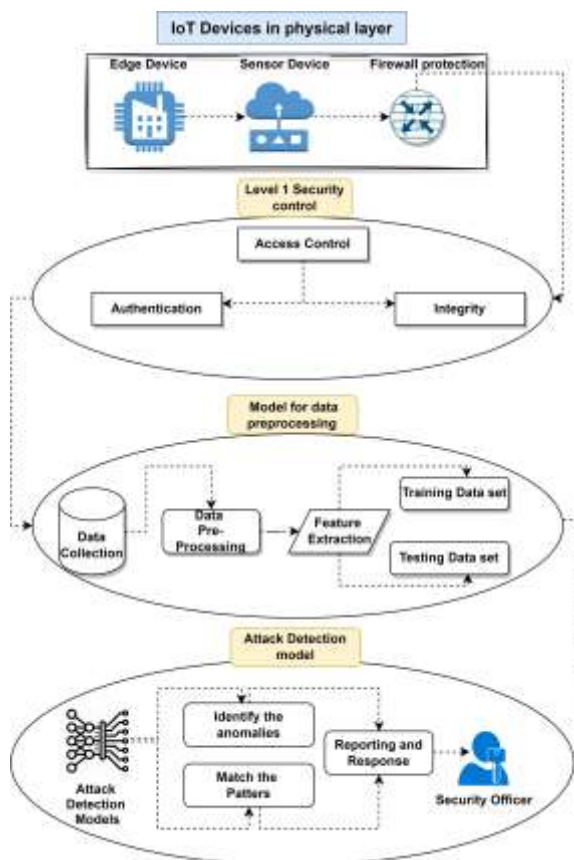 IoT Devices in physical layer
Edge Device
Sensor Device
Firewall protection
Level 1 Security
control
Access Control
Authentication
Integrity
Model for data
preprocessing
Data
Collection
Data
Pre-
Processing
Feature
Extraction
Training Data set
Testing Data set
Attack Detection
model
Attack
Detection
Models
Identify the
anomalies
Match the
Patters
Reporting and
Response
Security Officer